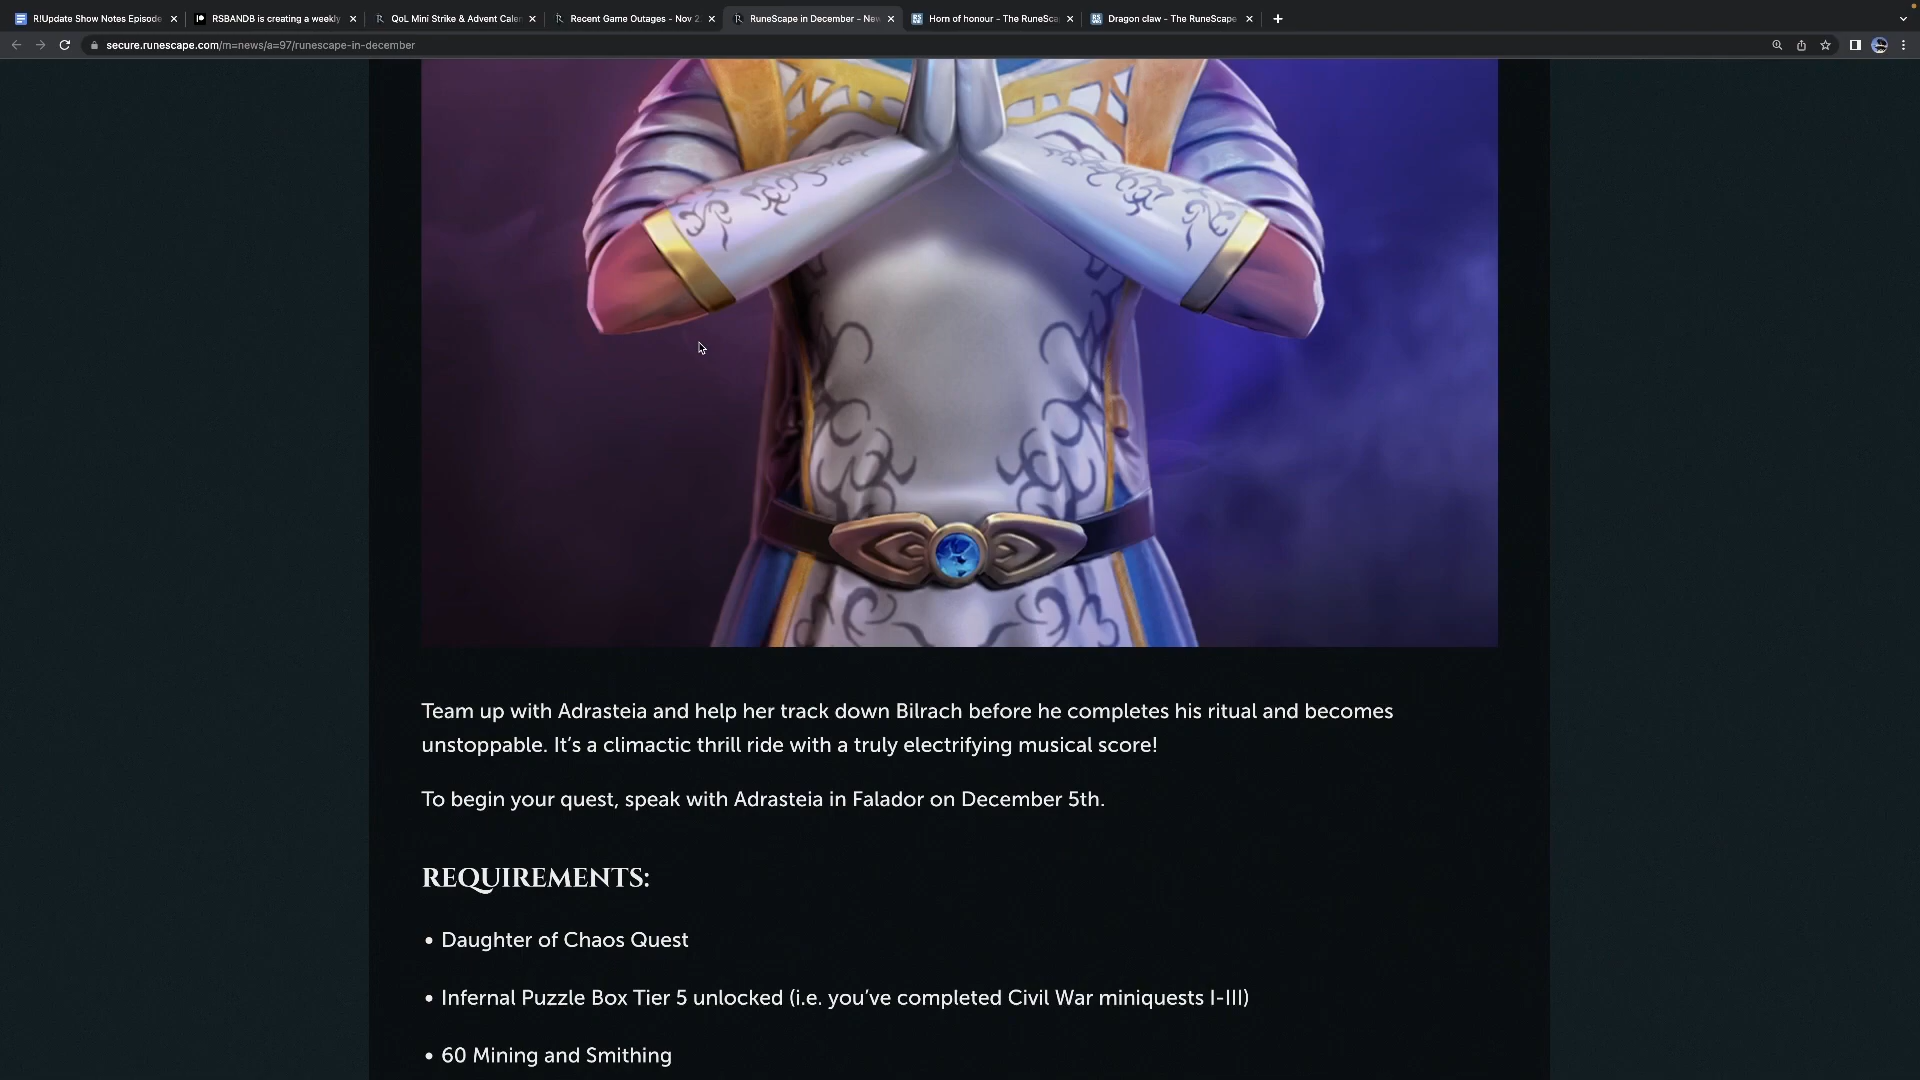 R!Update Show Notes Episode
RSBANDB is creating a weekly
QoL Mini Strike & Advent Calen
Recent Game Outages - Nov 2
RuneScape in December - New
Horn of honour - The RuneSca
Dragon claw - The RuneScape
secure.runescape.com/m=news/a=97/runescape-in-december
Team up with Adrasteia and help her track down Bilrach before he completes his ritual and becomes
unstoppable. It's a climactic thrill ride with a truly electrifying musical score!
To begin your quest, speak with Adrasteia in Falador on December 5th.
REQUIREMENTS:
• Daughter of Chaos Quest
• Infernal Puzzle Box Tier 5 unlocked (i.e. you've completed Civil War miniquests I-III)
• 60 Mining and Smithing